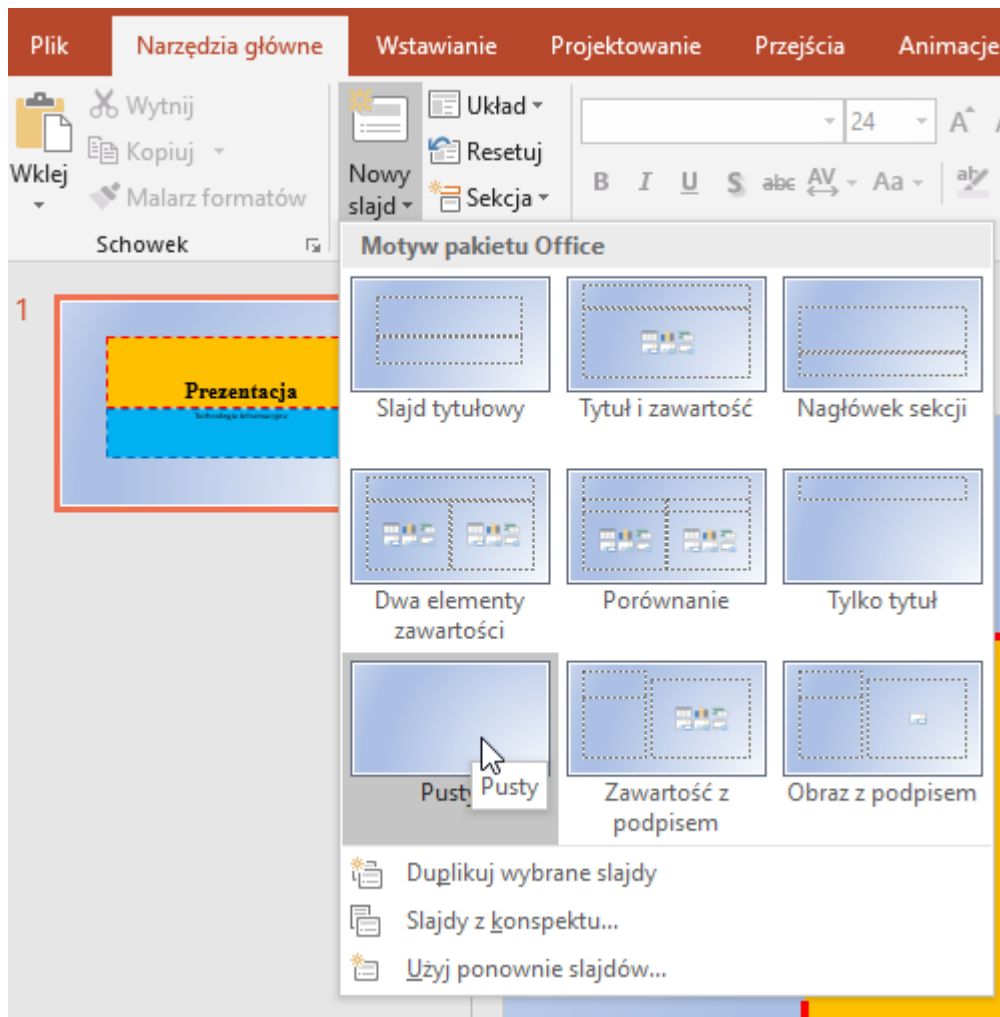 Plik Narzędzia główne Wstawianie Projektowanie Przejścia Animacje
Wklej
Wytnij
Kopiuj
Malarz formatów
Schowek
Nowy
slajd
Układ
Resetuj
Sekcja
24
B I U S abc AV Aa
Motyw pakietu Office
Slajd tytułowy Tytuł i zawartość Nagłówek sekcji
Dwa elementy
zawartości
Porównanie Tylko tytuł
Pusty
Zawartość z
podpisem
Obraz z podpisem
Duplikuj wybrane slajdy
Slajdy z konspektu...
Użyj ponownie slajdów...
1
Prezentacja